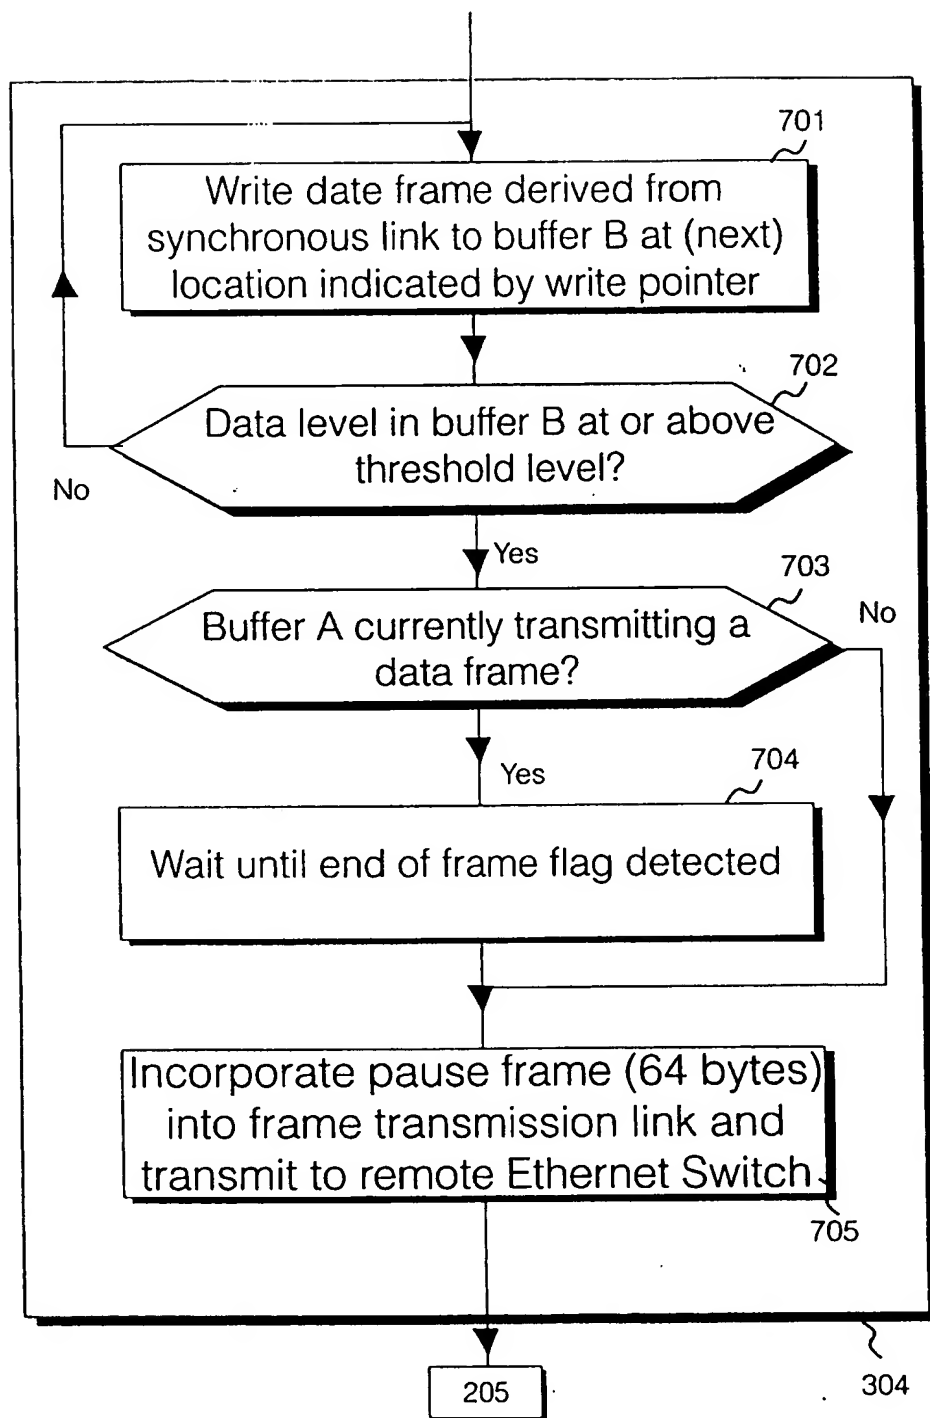 701
Write date frame derived from
synchronous link to buffer B at (next)
location indicated by write pointer
702
Data level in buffer B at or above
threshold level?
No
Yes
703
No
Buffer A currently transmitting a
data frame?
Yes
704
Wait until end of frame flag detected
Incorporate pause frame (64 bytes)
into frame transmission link and
transmit to remote Ethernet Switch
705
205
304